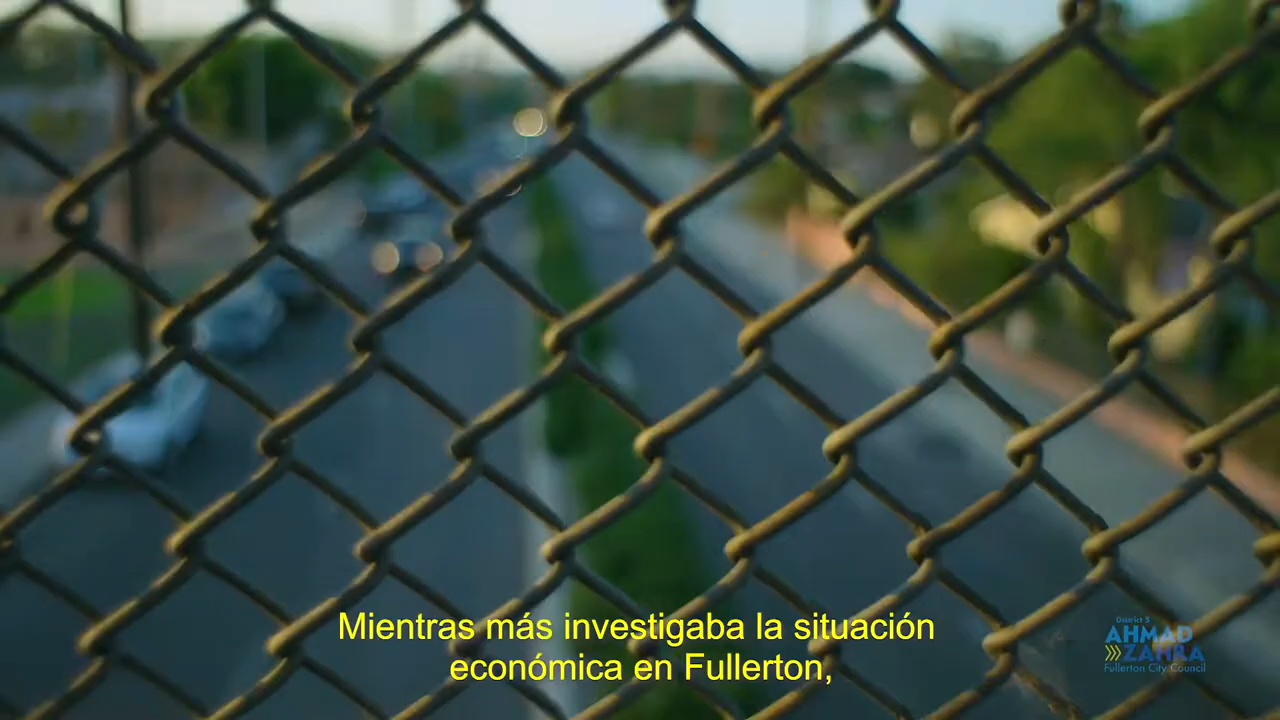 Mientras más investigaba la situación
económica en Fullerton,
District 5
AHMAD
ZAHRA
Fullerton City Council